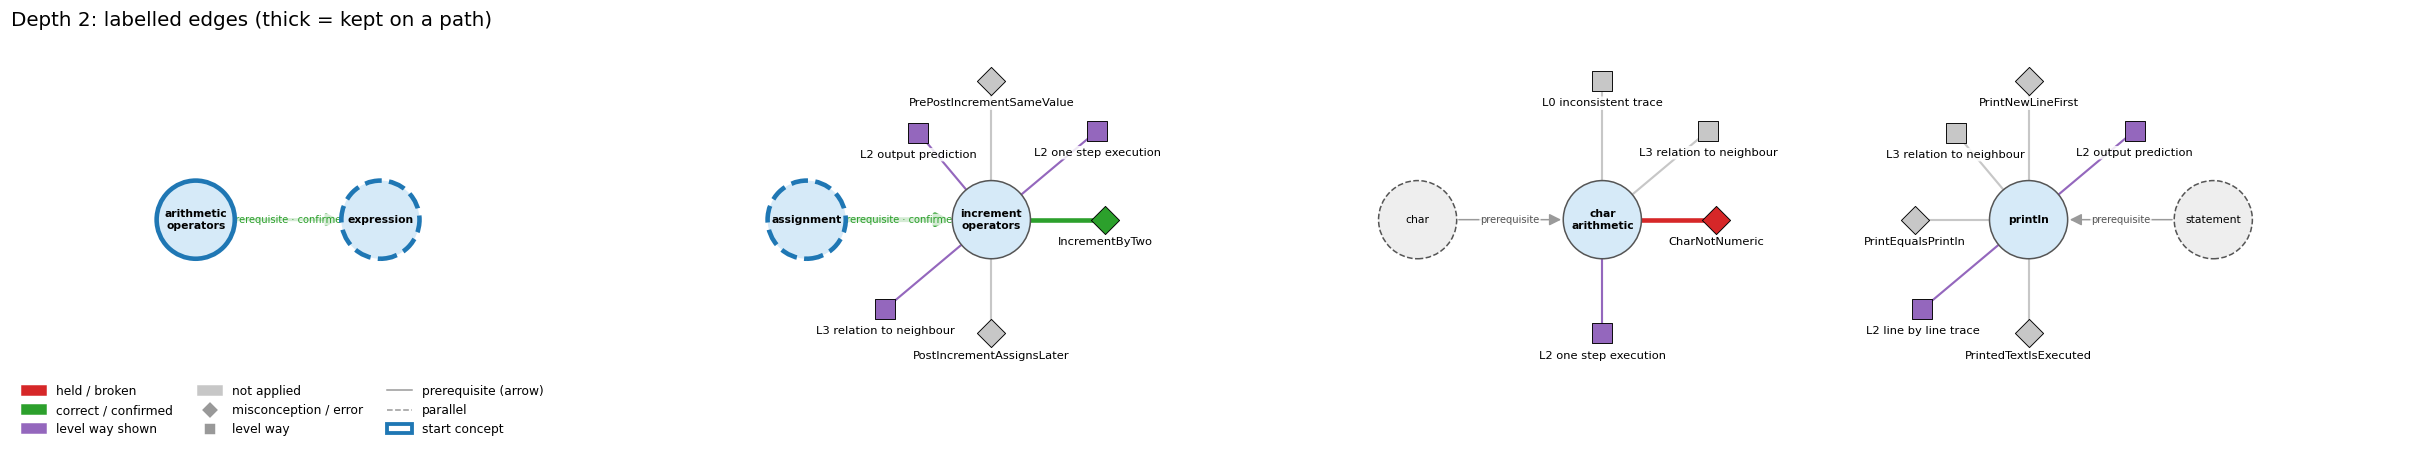 Depth 2: labelled edges (thick = kept on a path)
PrePostIncrementSameValue
L0 inconsistent trace
PrintNewLineFirst
L2 output prediction
L2 one step execution
L3 relation to neighbour
L3 relation to neighbour
L2 output prediction
arithmetic
operators
rerequisite · confirme
expression
assignment
rerequisite · confirme
increment
operators
IncrementByTwo
char
prerequisite
char
arithmetic
CharNotNumeric
PrintEqualsPrintln
println
prerequisite
statement
L3 relation to neighbour
PostIncrementAssignsLater
L2 one step execution
L2 line by line trace
PrintedTextIsExecuted
held / broken
correct / confirmed
level way shown
not applied
misconception / error
level way
prerequisite (arrow)
parallel
start concept